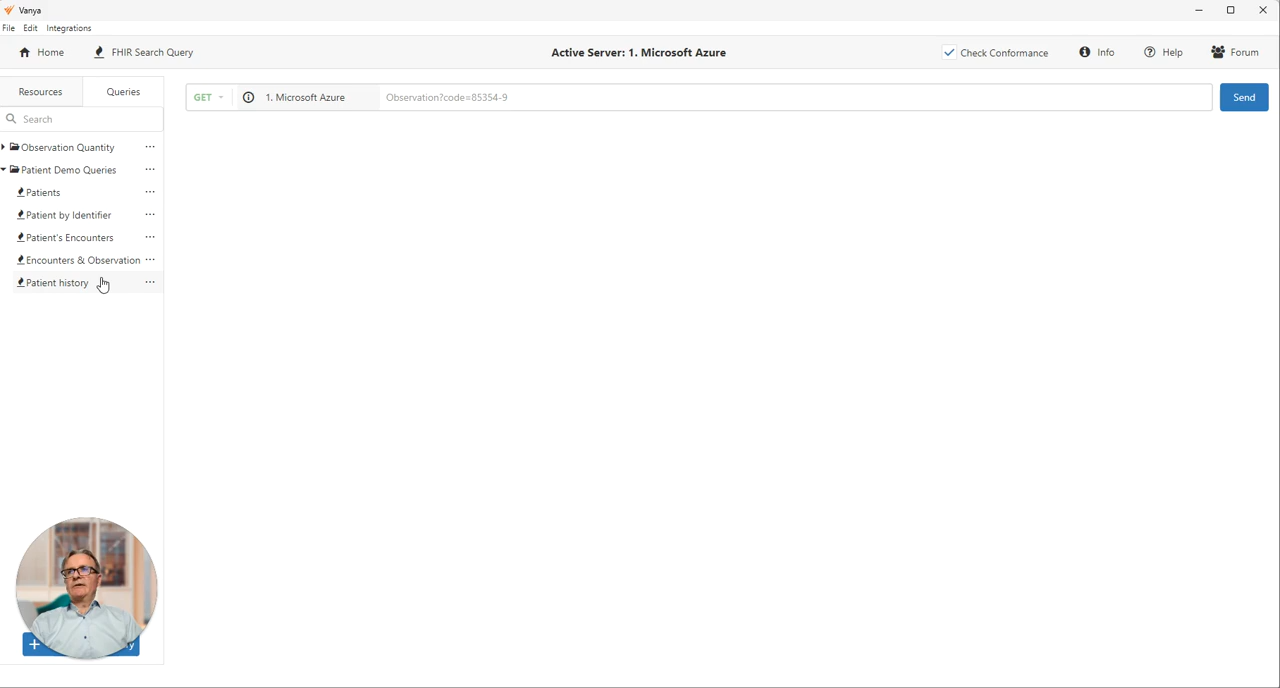 Vanya
File Edit Integrations
Home FHIR Search Query Active Server: 1. Microsoft Azure Check Conformance Info Help Forum
Resources Queries
GET 1. Microsoft Azure Observation?code=85354-9 Send
Search
Observation Quantity
Patient Demo Queries
Patients
Patient by Identifier
Patient's Encounters
Encounters & Observation
Patient history